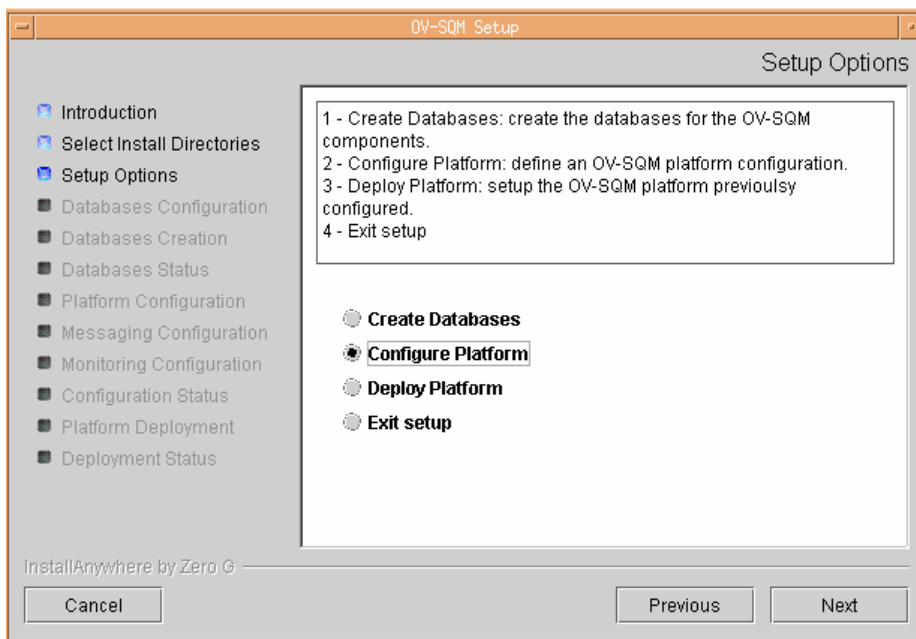 OV-SQM Setup
Setup Options
Introduction
Select Install Directories
Setup Options
Databases Configuration
Databases Creation
Databases Status
Platform Configuration
Messaging Configuration
Monitoring Configuration
Configuration Status
Platform Deployment
Deployment Status
1 - Create Databases: create the databases for the OV-SQM
components.
2 - Configure Platform: define an OV-SQM platform configuration.
3 - Deploy Platform: setup the OV-SQM platform previoulsy
configured.
4 - Exit setup
Create Databases
Configure Platform
Deploy Platform
Exit setup
InstallAnywhere by Zero G
Cancel
Previous
Next